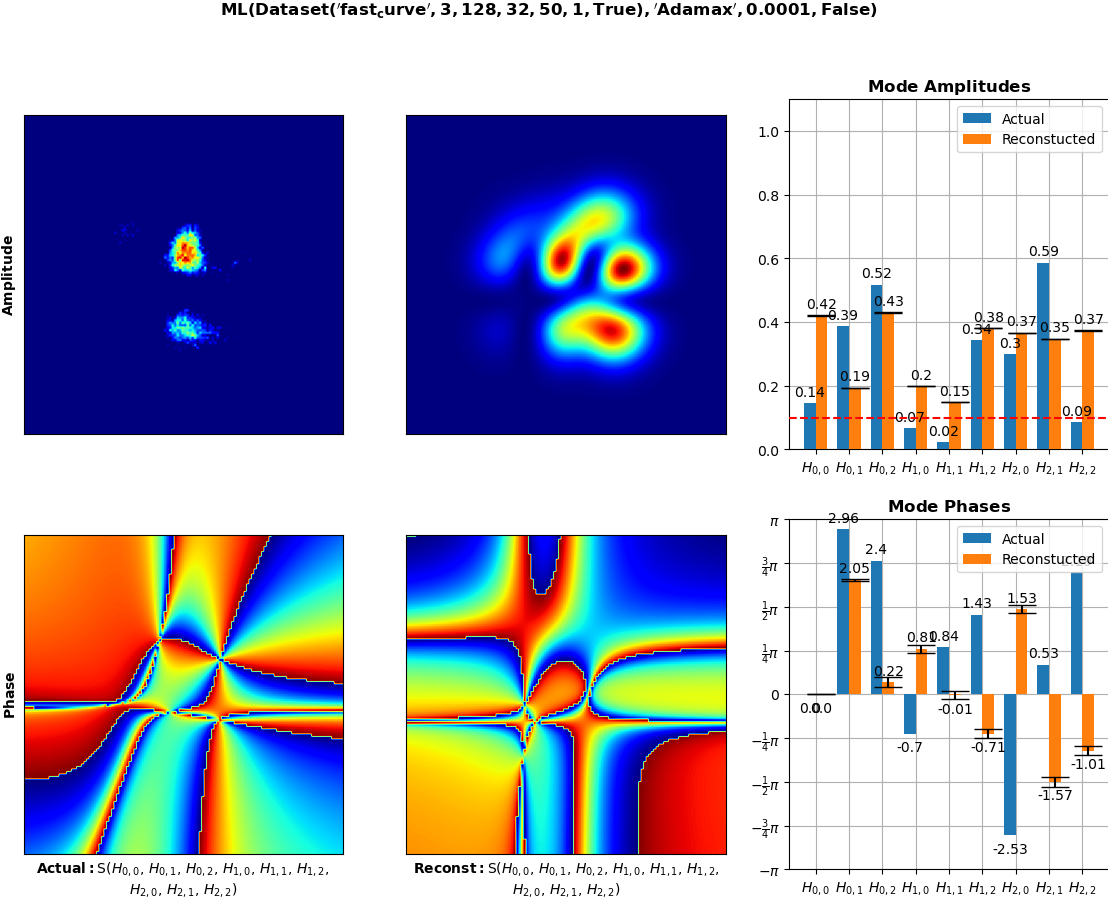 ML(Dataset('fast_curve', 3, 128, 32, 50, 1, True), 'Adamax', 0.0001, False)
Mode Amplitudes
Amplitude
1.0
0.8
0.6
0.4
0.2
0.0
Actual
Reconstucted
0.14
0.42
0.39
0.19
0.52
0.43
0.07
0.2
0.02
0.15
0.34
0.38
0.3
0.37
0.59
0.35
0.09
0.37
H0,0 H0,1 H0,2 H1,0 H1,1 H1,2 H2,0 H2,1 H2,2
Mode Phases
Phase
π
3/4π
1/2π
1/4π
0
−1/4π
−1/2π
−3/4π
−π
Actual
Reconstucted
0.0
0.0
2.96
2.05
2.4
0.22
-0.7
0.81
0.84
-0.01
1.43
-0.71
-2.53
1.53
0.53
-1.57
-1.01
H0,0 H0,1 H0,2 H1,0 H1,1 H1,2 H2,0 H2,1 H2,2
Actual: S(H0,0, H0,1, H0,2, H1,0, H1,1, H1,2,
H2,0, H2,1, H2,2)
Reconst: S(H0,0, H0,1, H0,2, H1,0, H1,1, H1,2,
H2,0, H2,1, H2,2)